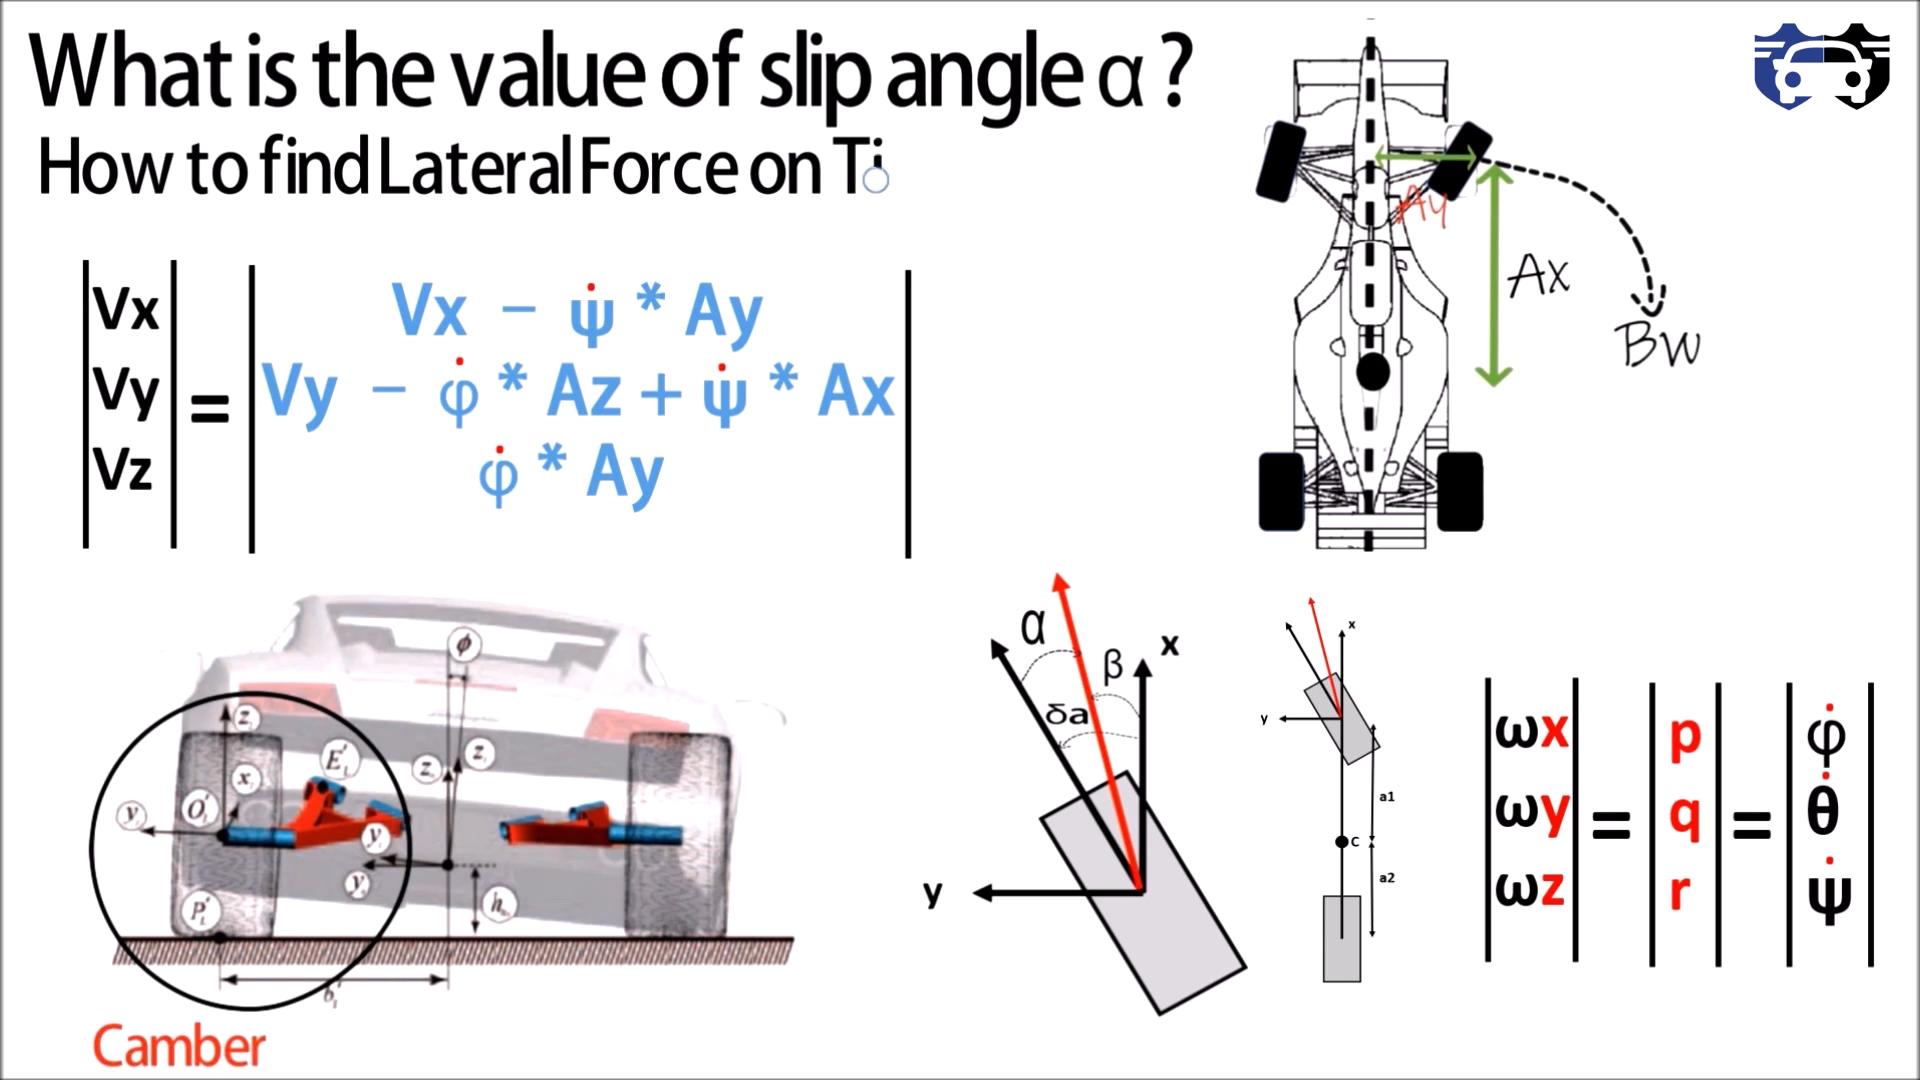 What is the value of slip angle α ?
How to find Lateral Force on Ti
Ay
Ax
Bw
Vx
Vy
Vz
=
Vx - ψ̇ * Ay
Vy - φ̇ * Az + ψ̇ * Ax
φ̇ * Ay
ϕ
z
z
z
E'
x
O'
y
y
y
P'
h
b'
Camber
α
β
x
δa
y
x
y
a1
C
a2
ωx
ωy
ωz
=
p
q
r
=
φ̇
θ̇
ψ̇